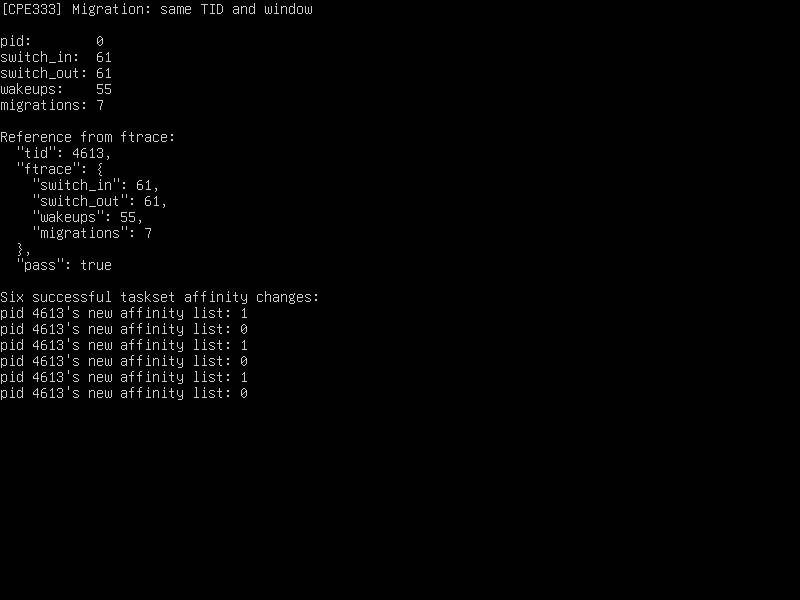 [CPE333] Migration: same TID and window
pid:        0
switch_in:  61
switch_out: 61
wakeups:    55
migrations: 7
Reference from ftrace:
  "tid": 4613,
  "ftrace": {
    "switch_in": 61,
    "switch_out": 61,
    "wakeups": 55,
    "migrations": 7
  },
  "pass": true
Six successful taskset affinity changes:
pid 4613's new affinity list: 1
pid 4613's new affinity list: 0
pid 4613's new affinity list: 1
pid 4613's new affinity list: 0
pid 4613's new affinity list: 1
pid 4613's new affinity list: 0